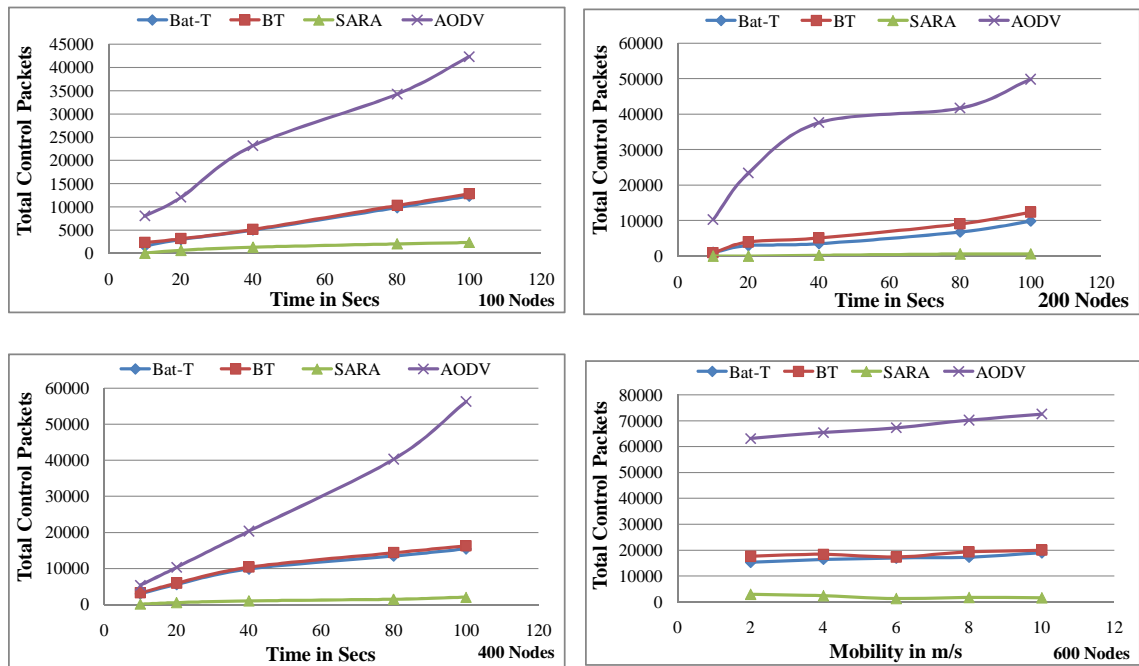 Bat-T BT SARA AODV
Total Control Packets
45000
40000
35000
30000
25000
20000
15000
10000
5000
0
0 20 40 60 80 100 120
Time in Secs
100 Nodes
Bat-T BT SARA AODV
Total Control Packets
60000
50000
40000
30000
20000
10000
0
0 20 40 60 80 100 120
Time in Secs
200 Nodes
Bat-T BT SARA AODV
Total Control Packets
60000
50000
40000
30000
20000
10000
0
0 20 40 60 80 100 120
Time in Secs
400 Nodes
Bat-T BT SARA AODV
Total Control Packets
80000
70000
60000
50000
40000
30000
20000
10000
0
0 2 4 6 8 10 12
Mobility in m/s
600 Nodes